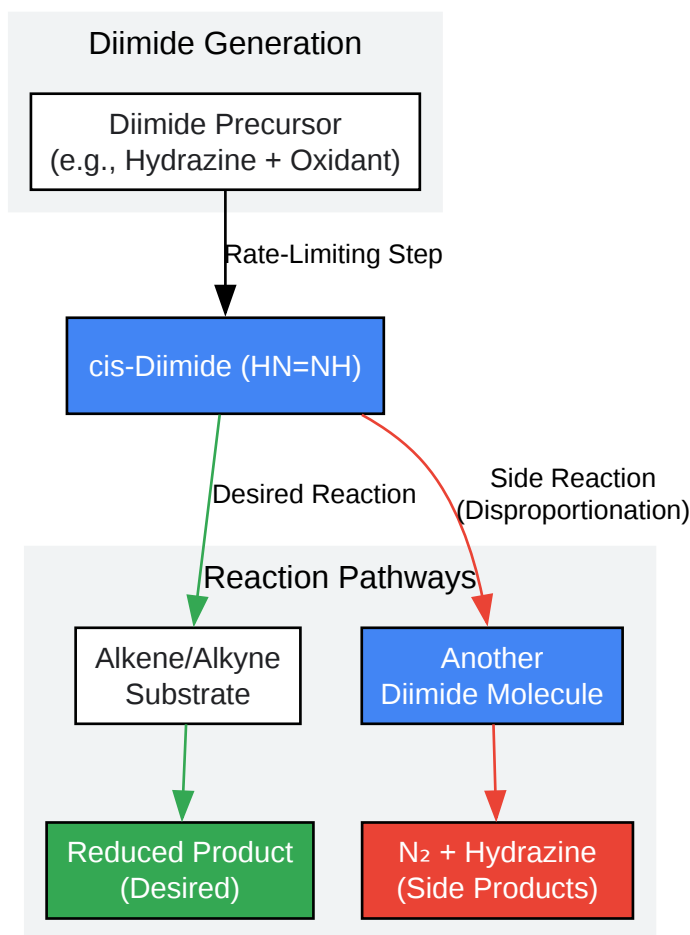 Diimide Generation
Diimide Precursor
(e.g., Hydrazine + Oxidant)
Rate-Limiting Step
cis-Diimide (HN=NH)
Desired Reaction
Side Reaction
(Disproportionation)
Reaction Pathways
Alkene/Alkyne
Substrate
Another
Diimide Molecule
Reduced Product
(Desired)
N₂ + Hydrazine
(Side Products)